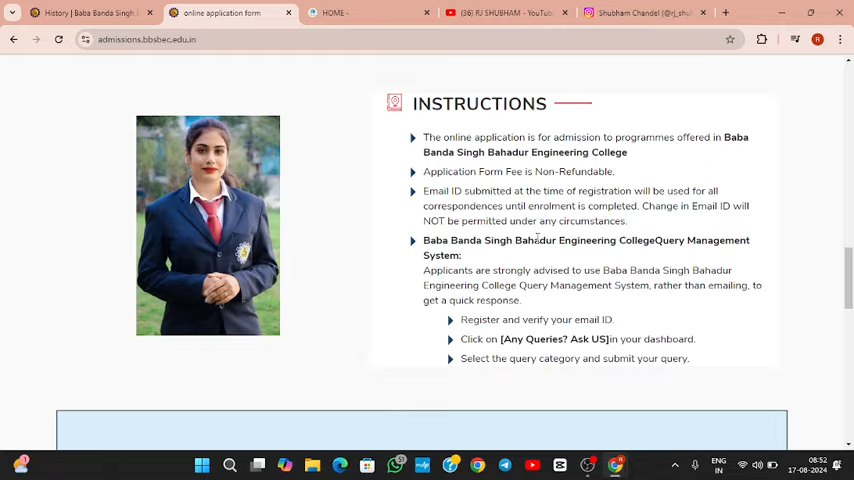 History | Baba Banda Singh
online application form
HOME -
(36) RJ SHUBHAM - YouTube
Shubham Chandel (@rj_shu
admissions.bbsbec.edu.in
R
INSTRUCTIONS
The online application is for admission to programmes offered in Baba
Banda Singh Bahadur Engineering College
Application Form Fee is Non-Refundable.
Email ID submitted at the time of registration will be used for all
correspondences until enrolment is completed. Change in Email ID will
NOT be permitted under any circumstances.
Baba Banda Singh Bahadur Engineering CollegeQuery Management
System:
Applicants are strongly advised to use Baba Banda Singh Bahadur
Engineering College Query Management System, rather than emailing, to
get a quick response.
Register and verify your email ID.
Click on [Any Queries? Ask US]in your dashboard.
Select the query category and submit your query.
ENG
IN
08:52
17-08-2024